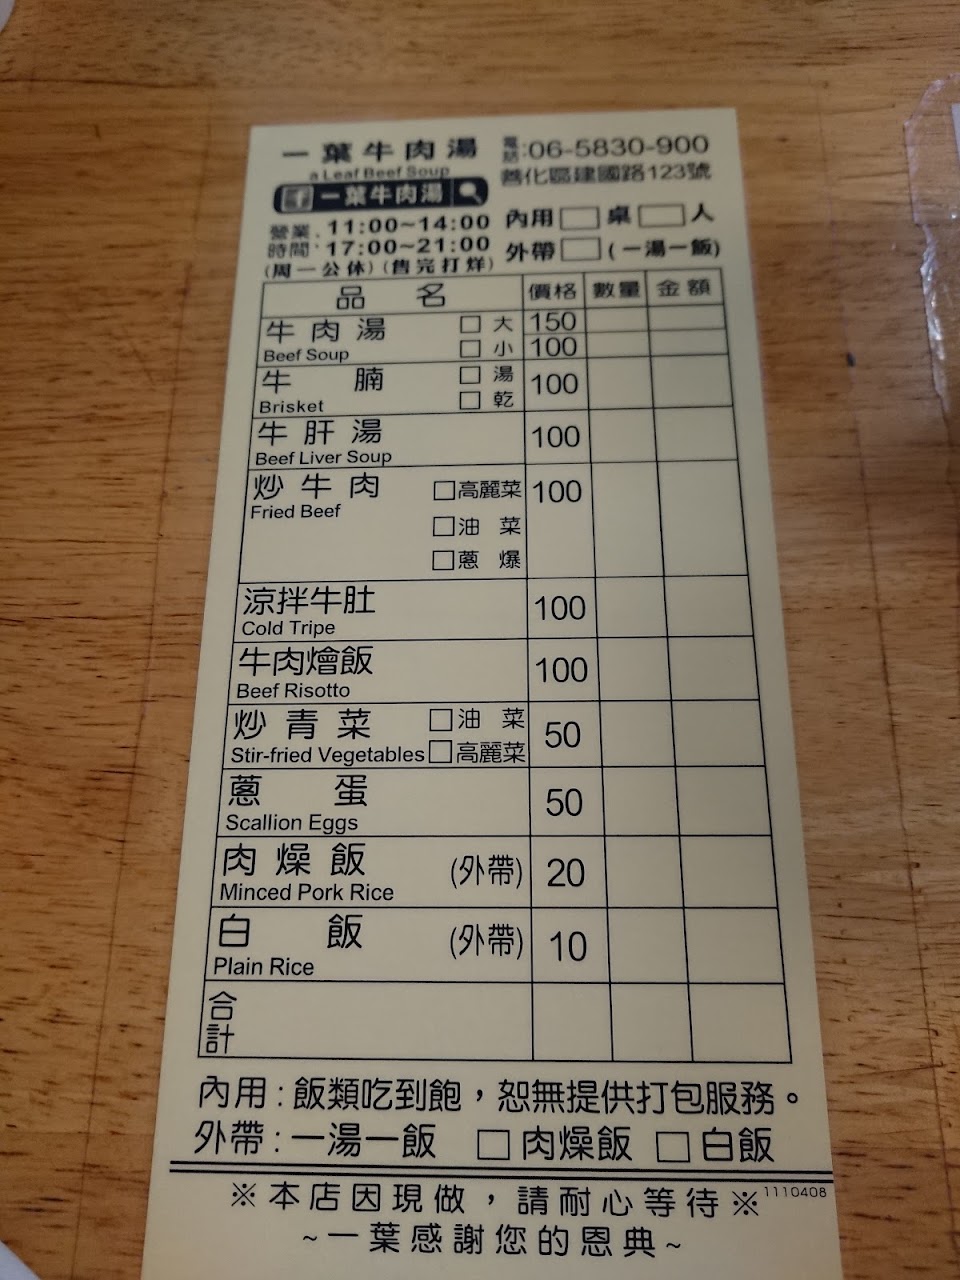 一葉牛肉湯
a Leaf Beef Soup
電話:06-5830-900
善化區建國路123號
f 一葉牛肉湯
營業時間: 11:00~14:00
17:00~21:00
(周一公休)(售完打烊)
內用□桌□人
外帶□(一湯一飯)
品名 價格 數量 金額
牛肉湯 □大 150
Beef Soup □小 100
牛腩 □湯 100
Brisket □乾
牛肝湯 100
Beef Liver Soup
炒牛肉 □高麗菜 100
Fried Beef
□油菜
□蔥爆
涼拌牛肚 100
Cold Tripe
牛肉燴飯 100
Beef Risotto
炒青菜 □油菜 50
Stir-fried Vegetables □高麗菜
蔥蛋 50
Scallion Eggs
肉燥飯 (外帶) 20
Minced Pork Rice
白飯 (外帶) 10
Plain Rice
合計
內用:飯類吃到飽,恕無提供打包服務。
外帶:一湯一飯 □肉燥飯 □白飯
※本店因現做,請耐心等待※ 1110408
~一葉感謝您的恩典~